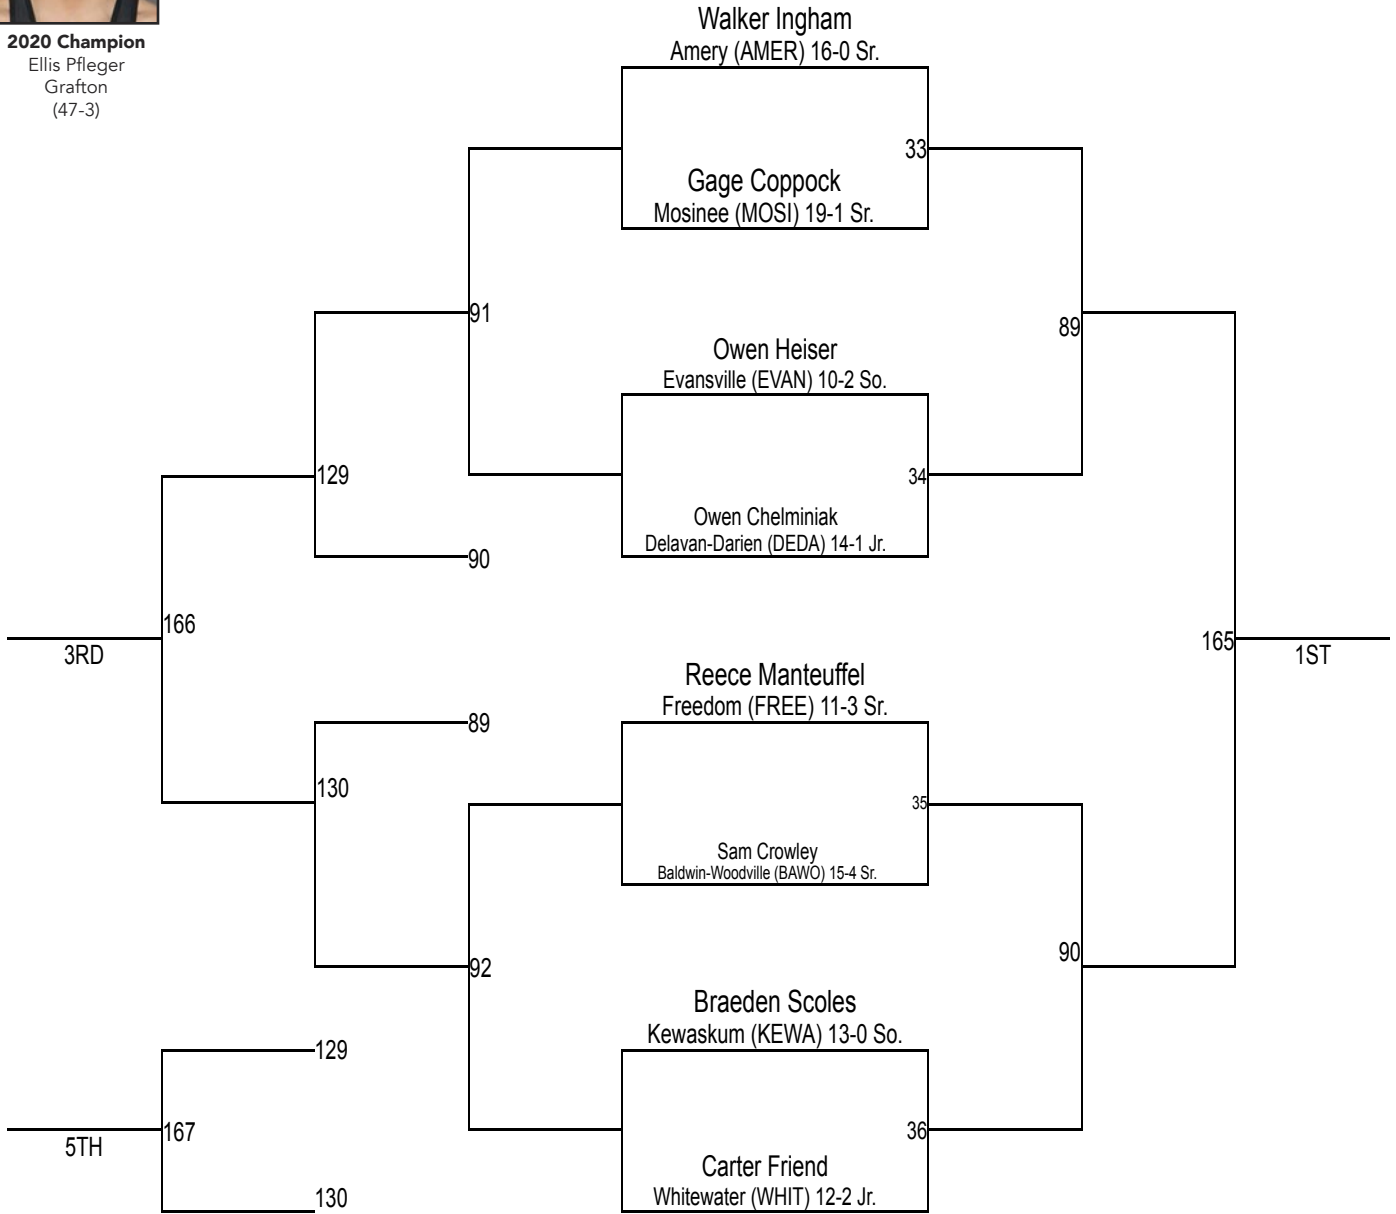 2020 Champion
Ellis Pfleger
Grafton
(47-3)
Walker Ingham
Amery (AMER) 16-0 Sr.
33
Gage Coppock
Mosinee (MOSI) 19-1 Sr.
91
89
Owen Heiser
Evansville (EVAN) 10-2 So.
129
34
Owen Chelminiak
Delavan-Darien (DEDA) 14-1 Jr.
90
166
3RD
165
1ST
Reece Manteuffel
Freedom (FREE) 11-3 Sr.
89
130
35
Sam Crowley
Baldwin-Woodville (BAWO) 15-4 Sr.
90
92
Braeden Scoles
Kewaskum (KEWA) 13-0 So.
129
167
5TH
36
Carter Friend
Whitewater (WHIT) 12-2 Jr.
130